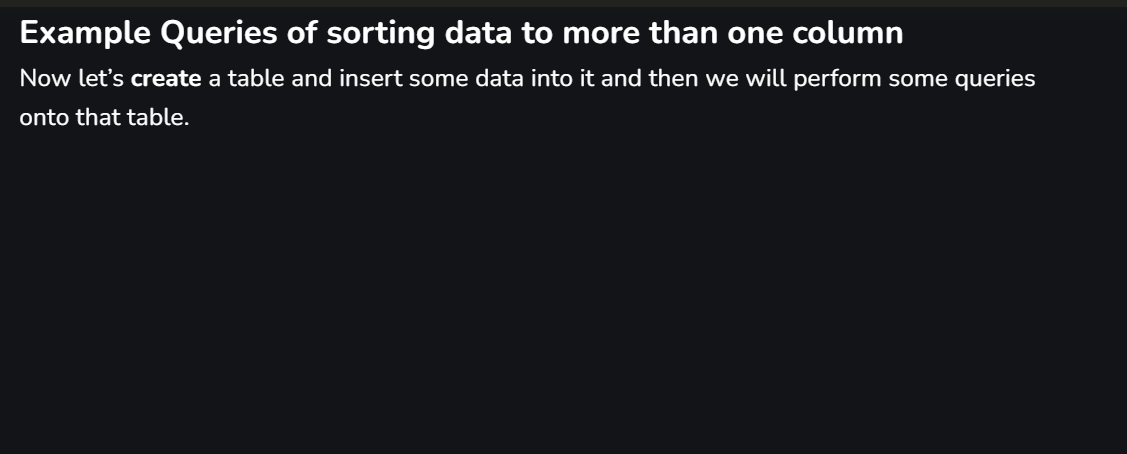 Example Queries of sorting data to more than one column
Now let’s create a table and insert some data into it and then we will perform some queries
onto that table.